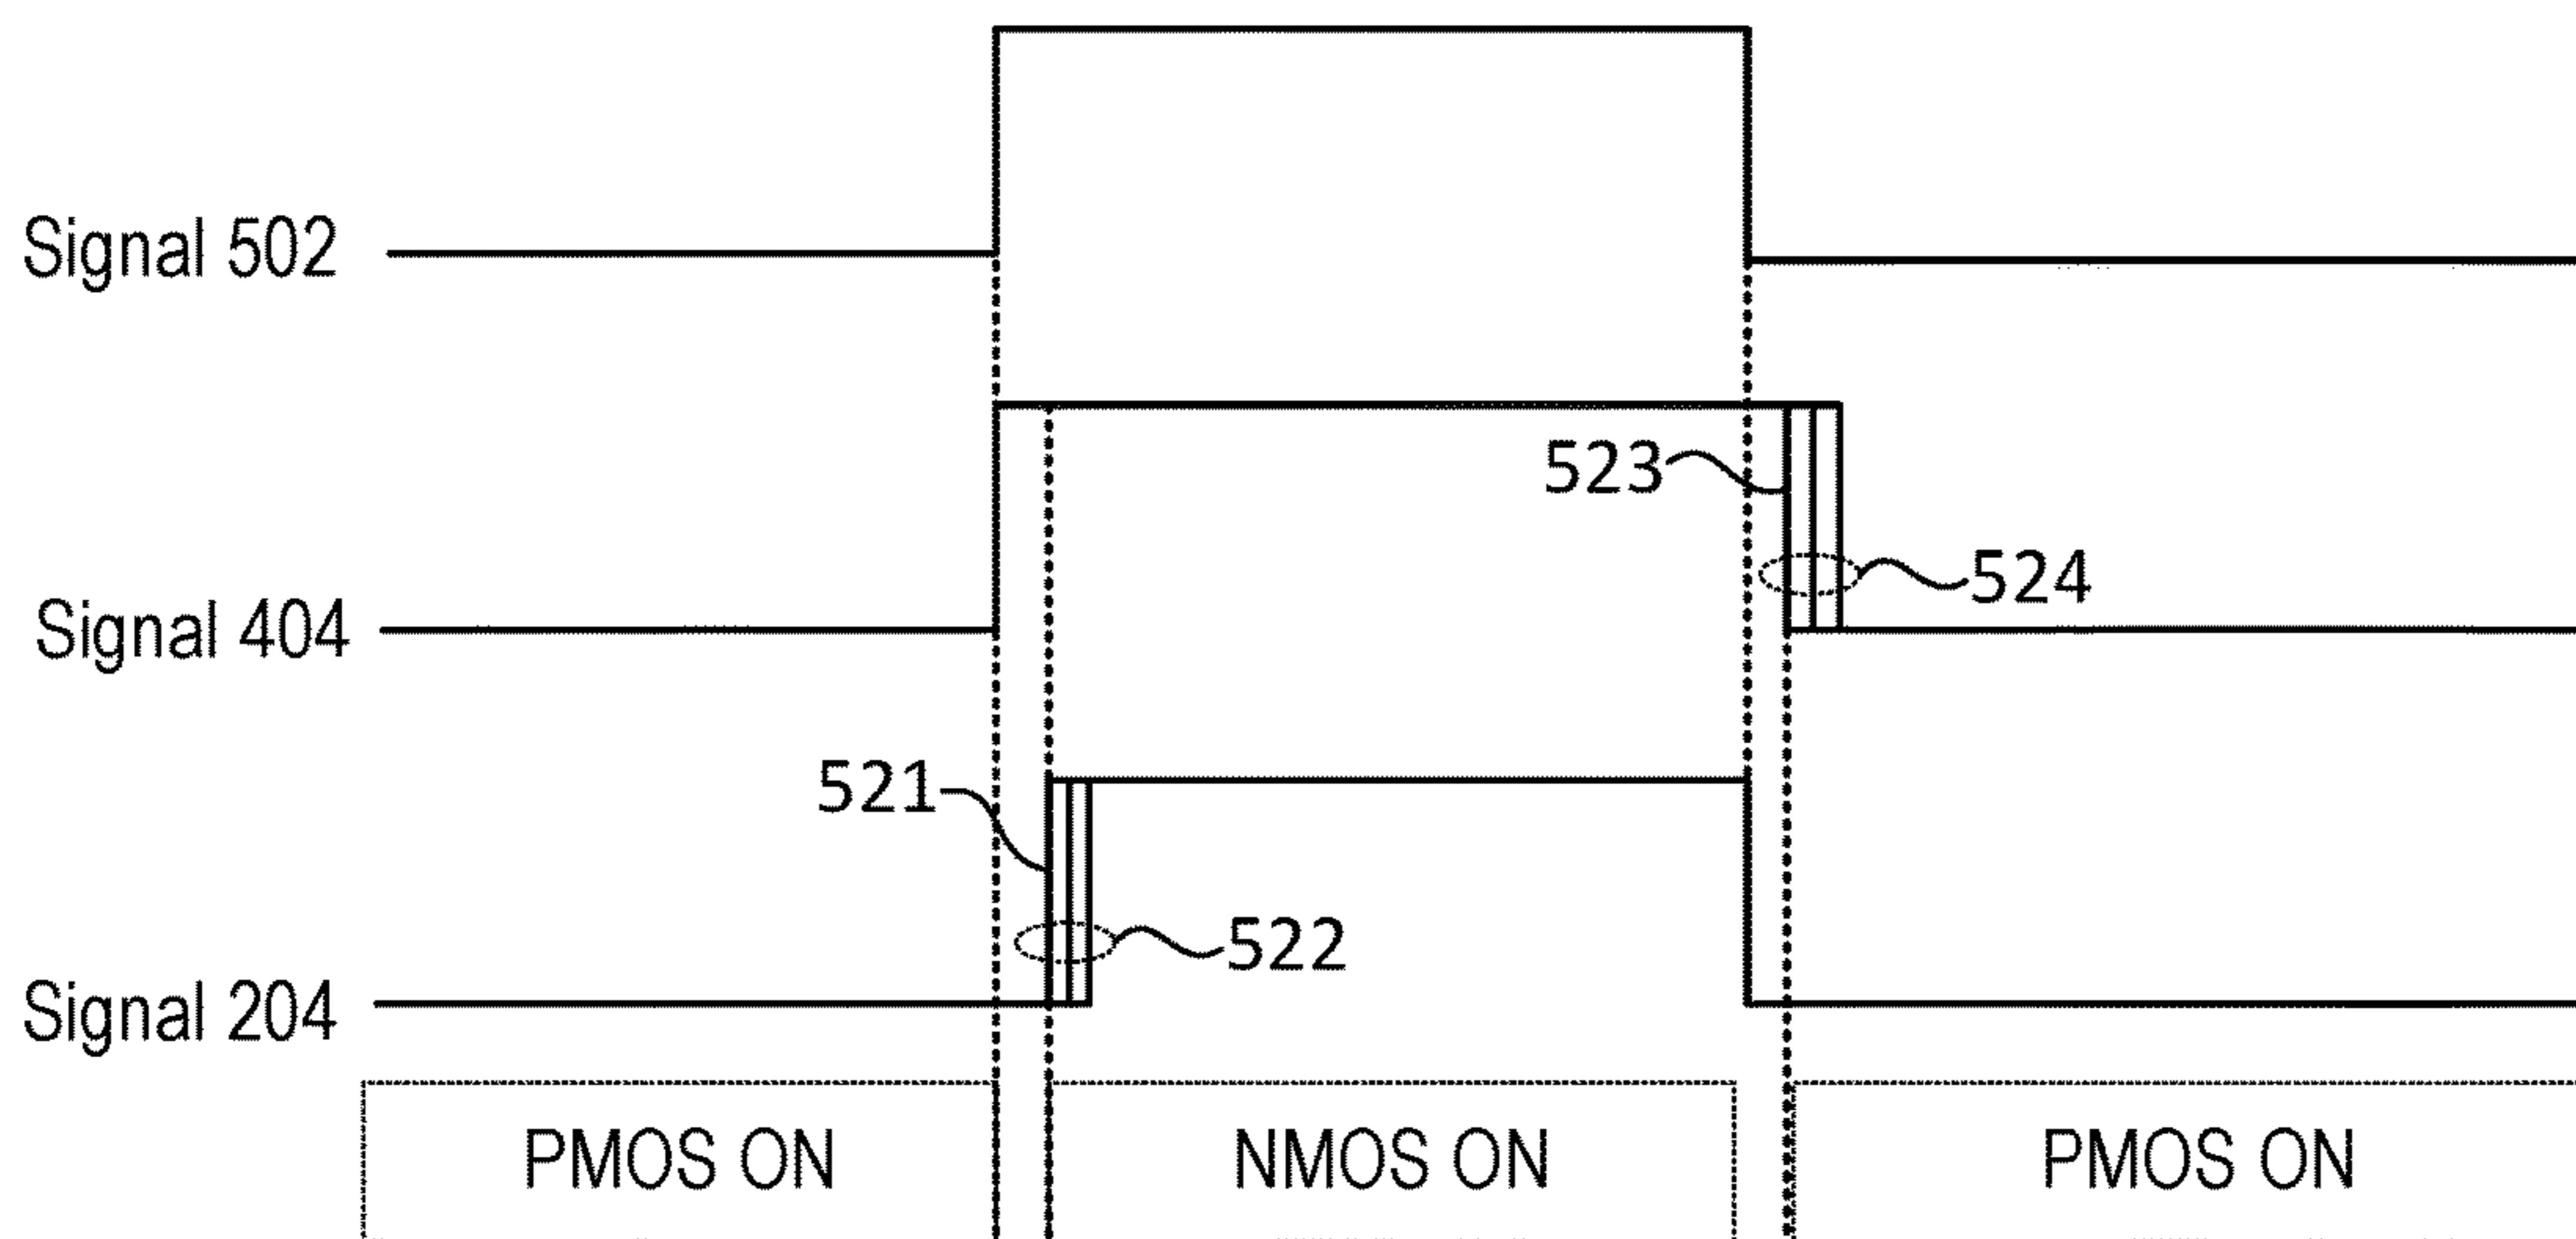 Signal 502
Signal 404
523
524
Signal 204
521
522
PMOS ON
NMOS ON
PMOS ON